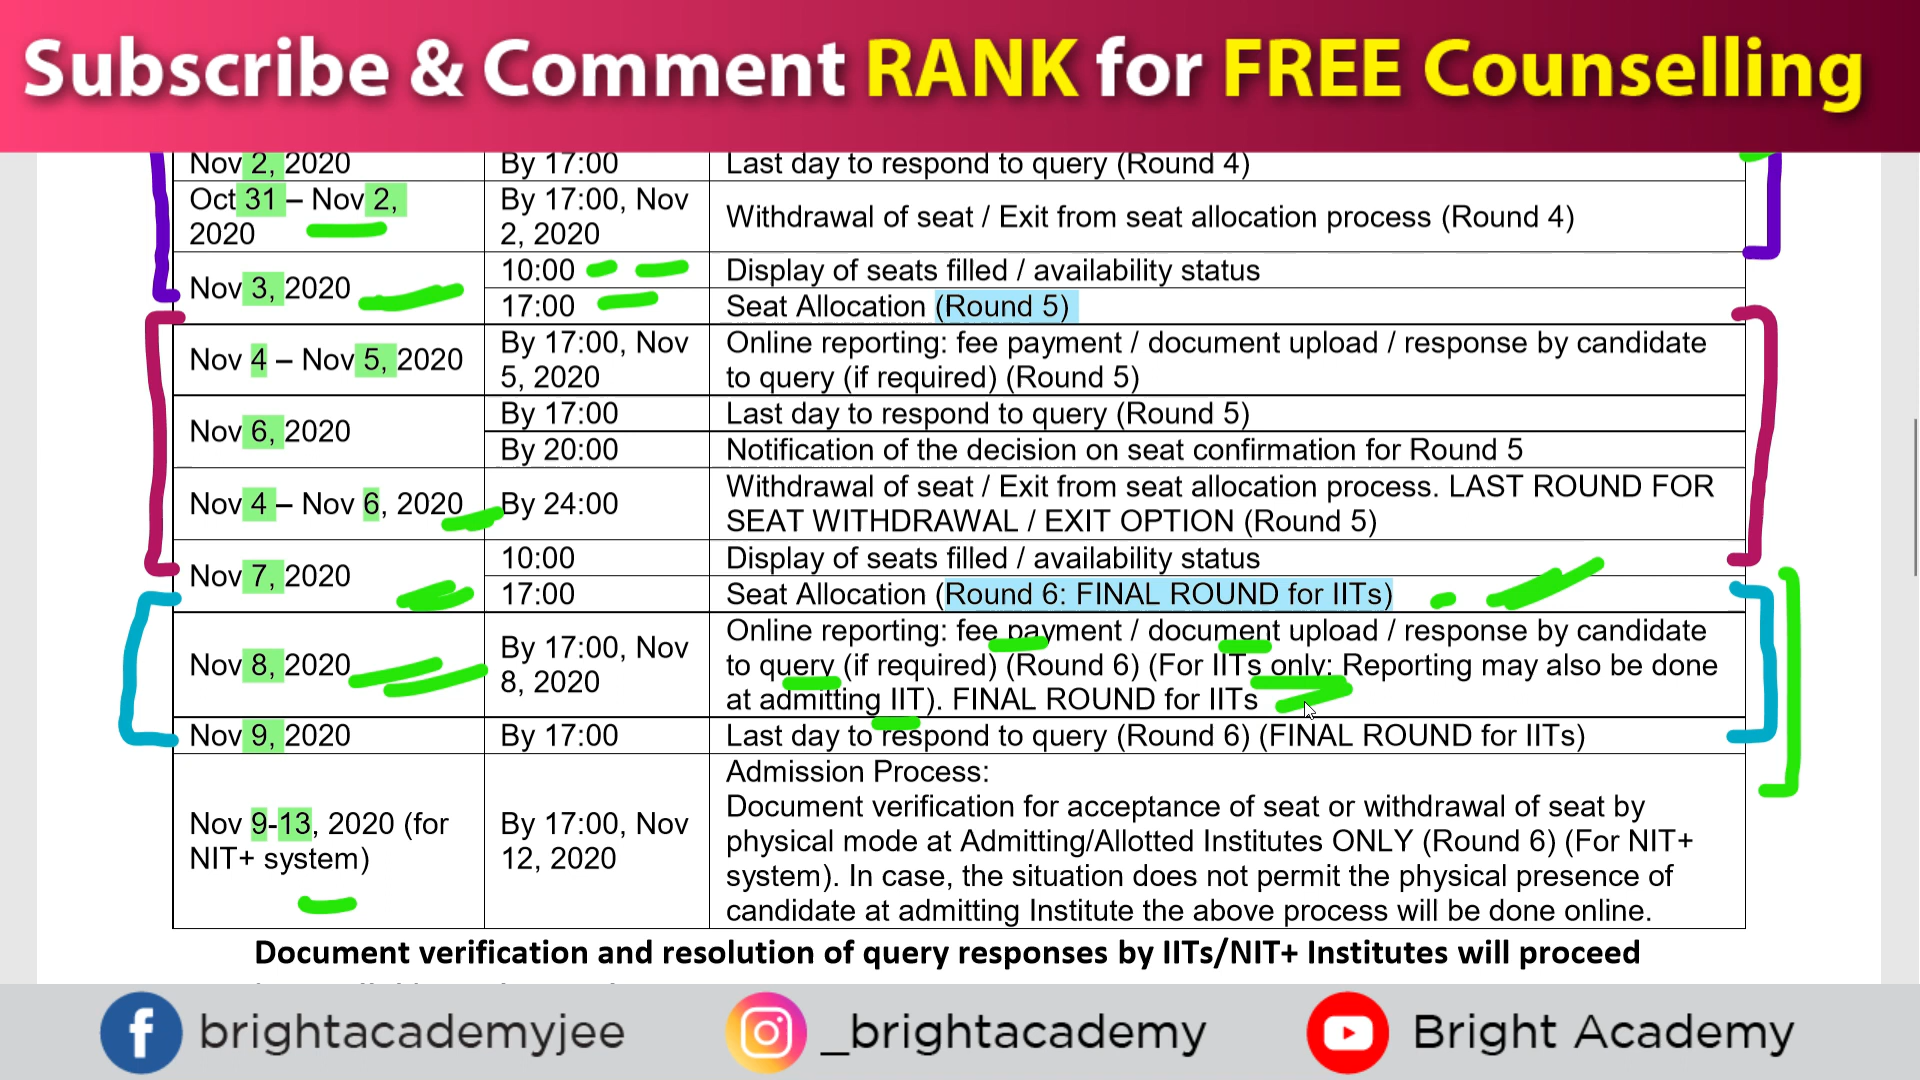 Subscribe & Comment RANK for FREE Counselling
Nov 2, 2020
By 17:00
Last day to respond to query (Round 4)
Oct 31 – Nov 2,
2020
By 17:00, Nov
2, 2020
Withdrawal of seat / Exit from seat allocation process (Round 4)
Nov 3, 2020
10:00
Display of seats filled / availability status
17:00
Seat Allocation (Round 5)
Nov 4 – Nov 5, 2020
By 17:00, Nov
5, 2020
Online reporting: fee payment / document upload / response by candidate
to query (if required) (Round 5)
Nov 6, 2020
By 17:00
Last day to respond to query (Round 5)
By 20:00
Notification of the decision on seat confirmation for Round 5
Nov 4 – Nov 6, 2020
By 24:00
Withdrawal of seat / Exit from seat allocation process. LAST ROUND FOR
SEAT WITHDRAWAL / EXIT OPTION (Round 5)
Nov 7, 2020
10:00
Display of seats filled / availability status
17:00
Seat Allocation (Round 6: FINAL ROUND for IITs)
Nov 8, 2020
By 17:00, Nov
8, 2020
Online reporting: fee payment / document upload / response by candidate
to query (if required) (Round 6) (For IITs only: Reporting may also be done
at admitting IIT). FINAL ROUND for IITs
Nov 9, 2020
By 17:00
Last day to respond to query (Round 6) (FINAL ROUND for IITs)
Nov 9-13, 2020 (for
NIT+ system)
By 17:00, Nov
12, 2020
Admission Process:
Document verification for acceptance of seat or withdrawal of seat by
physical mode at Admitting/Allotted Institutes ONLY (Round 6) (For NIT+
system). In case, the situation does not permit the physical presence of
candidate at admitting Institute the above process will be done online.
Document verification and resolution of query responses by IITs/NIT+ Institutes will proceed
brightacademyjee
_brightacademy
Bright Academy